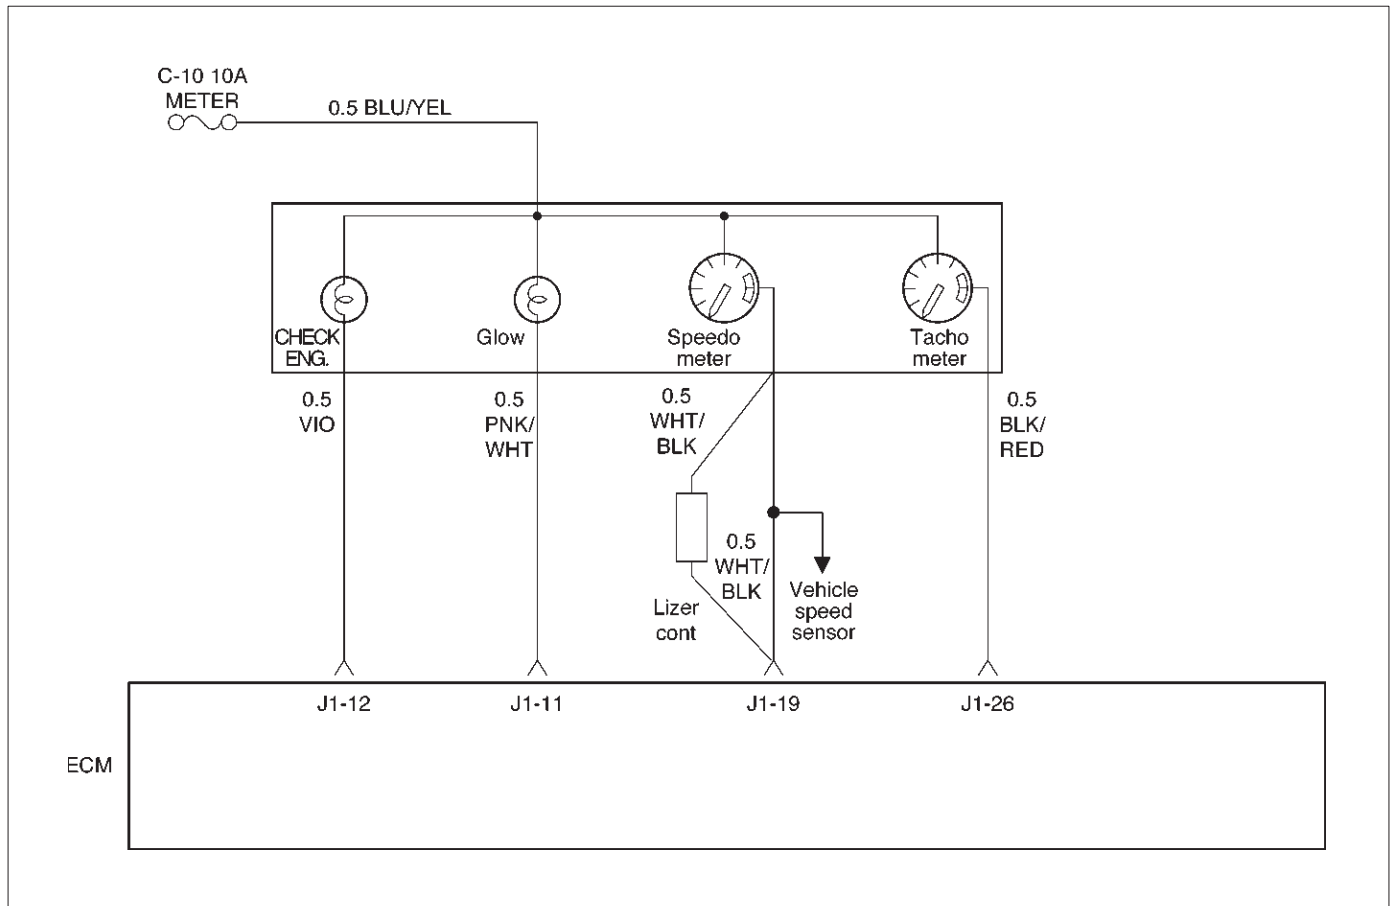 C-10 10A
METER
0.5 BLU/YEL
CHECK
ENG.
Glow
Speedo
meter
Tacho
meter
0.5
VIO
0.5
PNK/
WHT
0.5
WHT/
BLK
0.5
BLK/
RED
0.5
WHT/
BLK
Lizer
cont
Vehicle
speed
sensor
J1-12
J1-11
J1-19
J1-26
ECM